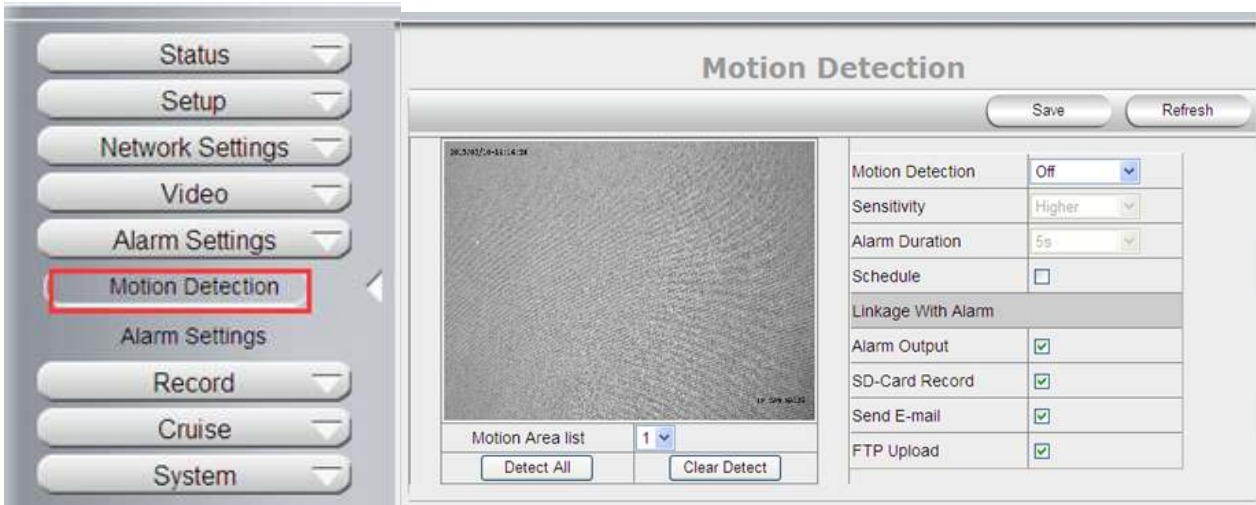 Status
Setup
Network Settings
Video
Alarm Settings
Motion Detection
Alarm Settings
Record
Cruise
System
Motion Detection
Save Refresh
Motion Area list 1
Detect All Clear Detect
Motion Detection Off
Sensitivity Higher
Alarm Duration 5s
Schedule
Linkage With Alarm
Alarm Output
SD-Card Record
Send E-mail
FTP Upload